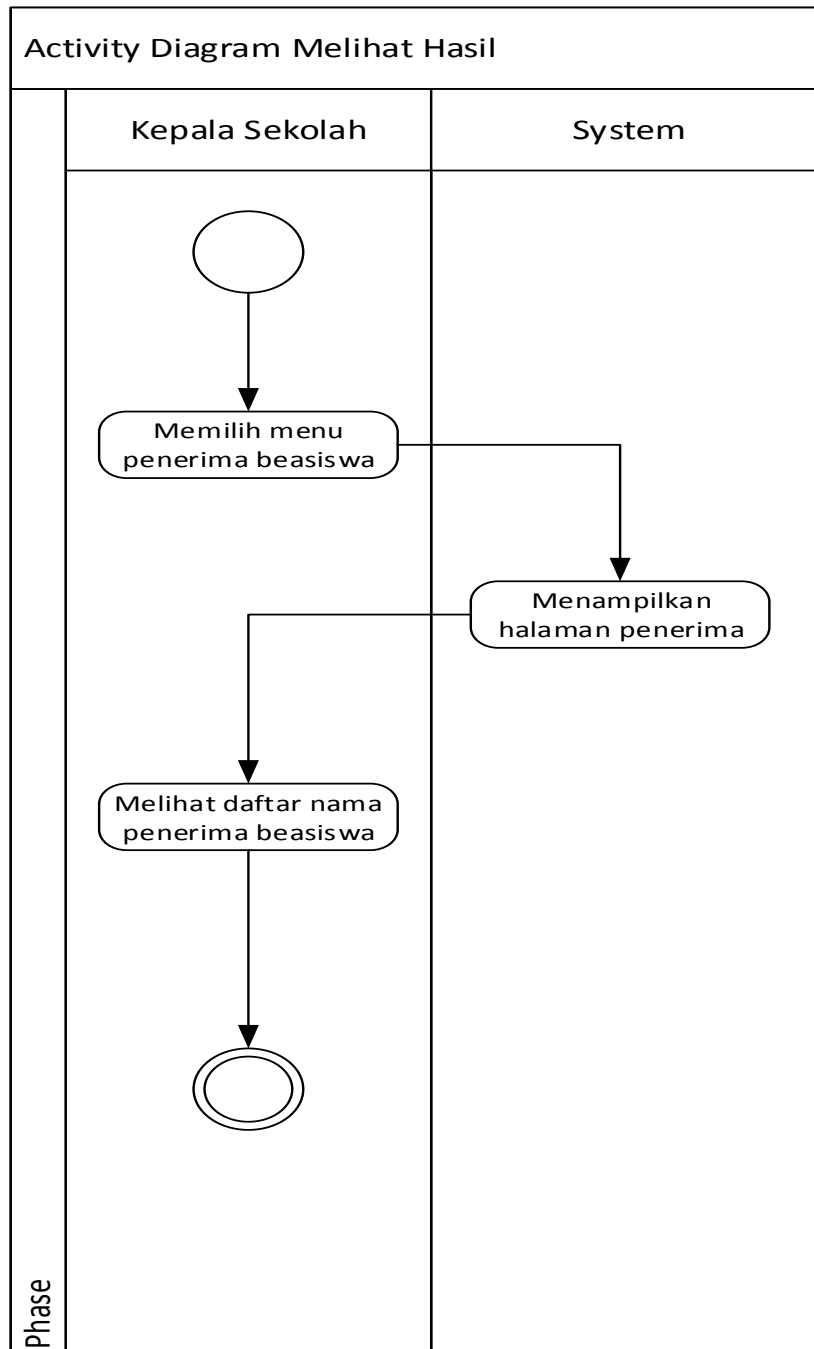 Activity Diagram Melihat Hasil
Kepala Sekolah
System
Memilih menu
penerima beasiswa
Menampilkan
halaman penerima
Melihat daftar nama
penerima beasiswa
Phase